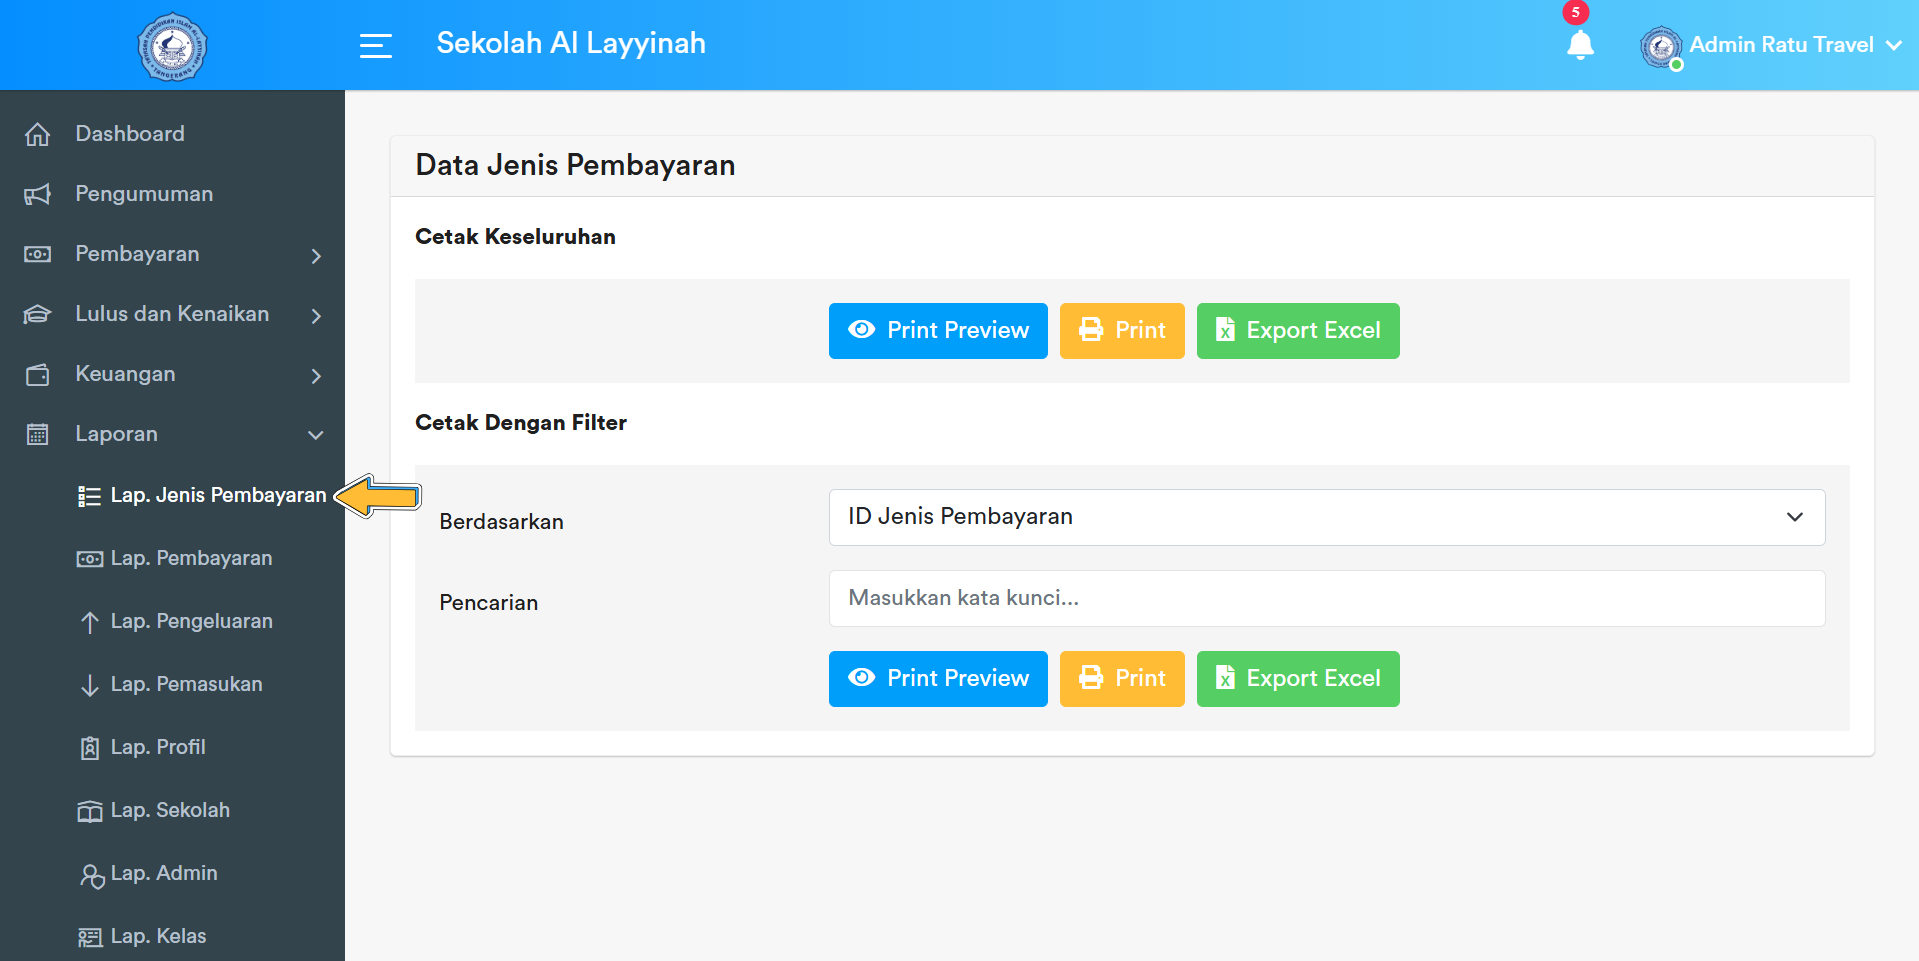 Sekolah Al Layyinah
5
Admin Ratu Travel
Dashboard
Pengumuman
Pembayaran
Lulus dan Kenaikan
Keuangan
Laporan
Lap. Jenis Pembayaran
Lap. Pembayaran
Lap. Pengeluaran
Lap. Pemasukan
Lap. Profil
Lap. Sekolah
Lap. Admin
Lap. Kelas
Data Jenis Pembayaran
Cetak Keseluruhan
Print Preview
Print
Export Excel
Cetak Dengan Filter
Berdasarkan
ID Jenis Pembayaran
Pencarian
Masukkan kata kunci...
Print Preview
Print
Export Excel